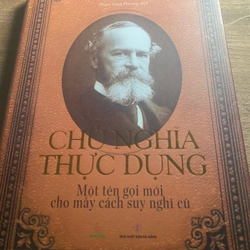 CHỦ NGHĨA
THỰC DỤNG
Một tên gọi mới
cho mấy cách suy nghĩ cũ